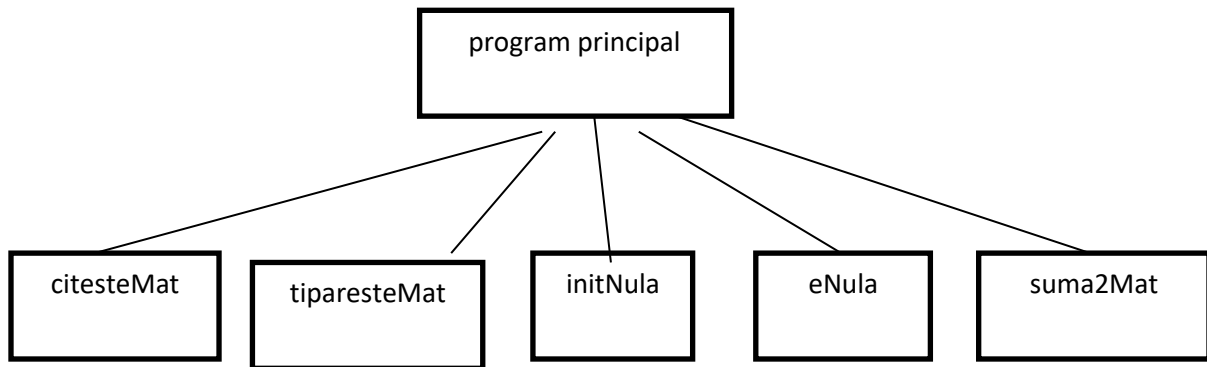 program principal
citesteMat
tiparesteMat
initNula
eNula
suma2Mat